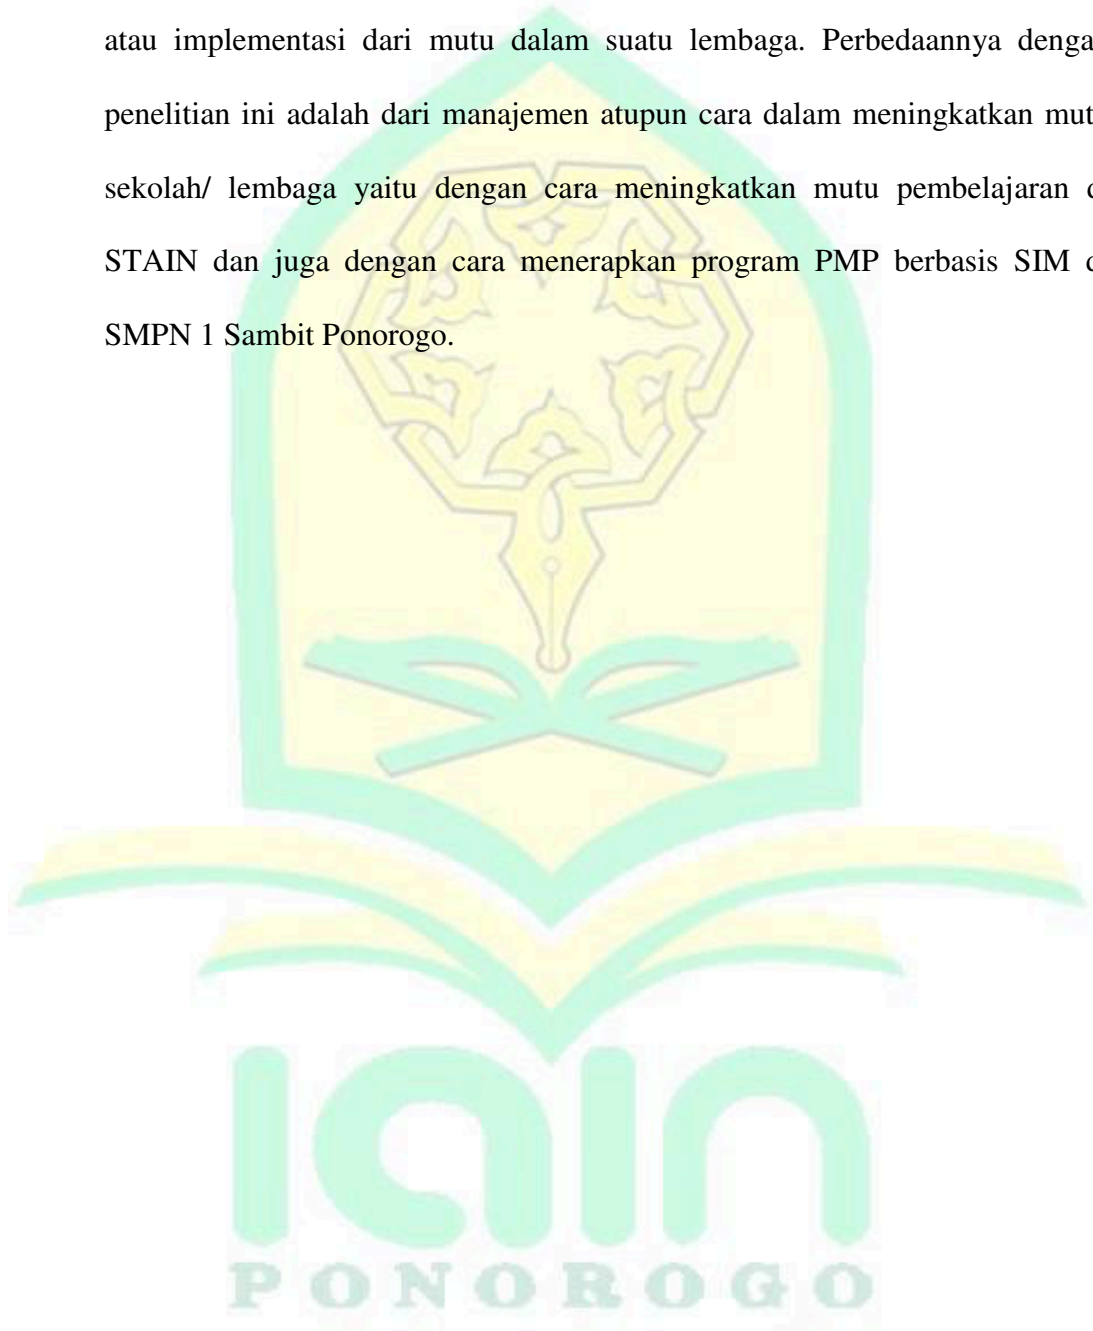 atau implementasi dari mutu dalam suatu lembaga. Perbedaannya denga
penelitian ini adalah dari manajemen atupun cara dalam meningkatkan mut
sekolah/ lembaga yaitu dengan cara meningkatkan mutu pembelajaran d
STAIN dan juga dengan cara menerapkan program PMP berbasis SIM d
SMPN 1 Sambit Ponorogo.
iain
PONOROGO